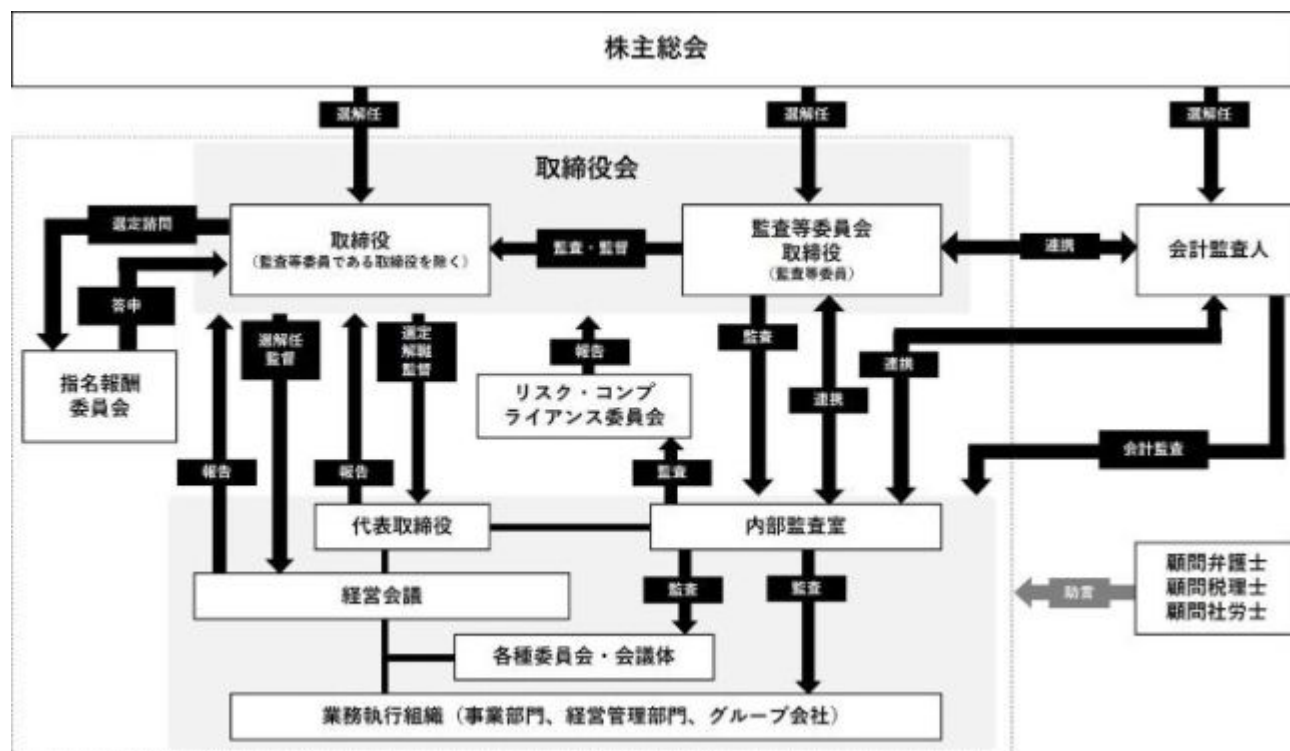 株主総会
選解任
選解任
選解任
取締役会
選定諮問
取締役
(監査等委員である取締役を除く)
監査・監督
監査等委員会
取締役
(監査等委員)
連携
会計監査人
答申
選解任
監督
選定
解職
監督
報告
監査
連携
連携
指名報酬
委員会
リスク・コンプ
ライアンス委員会
会計監査
報告
報告
監査
代表取締役
内部監査室
経営会議
監査
監査
助言
顧問弁護士
顧問税理士
顧問社労士
各種委員会・会議体
業務執行組織(事業部門、経営管理部門、グループ会社)